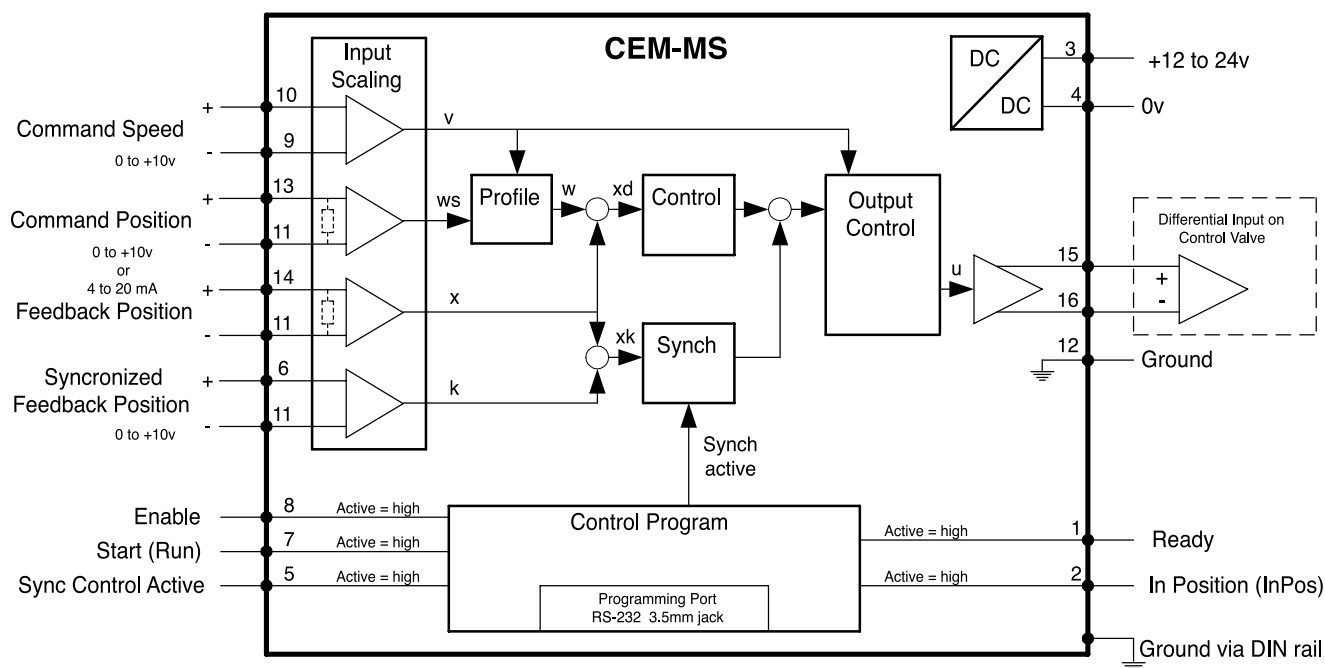 CEM-MS
Input
Scaling
DC
DC
3
+12 to 24v
4
0v
Command Speed
0 to +10v
+
10
-
9
v
Command Position
0 to +10v
or
4 to 20 mA
+
13
-
11
ws
Profile
w
xd
Control
Output
Control
Feedback Position
+
14
-
11
x
xk
Synch
u
15
16
Differential Input on
Control Valve
+
-
12
Ground
Syncronized
Feedback Position
0 to +10v
+
6
-
11
k
Synch
active
Enable
8
Active = high
Start (Run)
7
Active = high
Sync Control Active
5
Active = high
Control Program
Programming Port
RS-232 3.5mm jack
Active = high
1
Ready
Active = high
2
In Position (InPos)
Ground via DIN rail